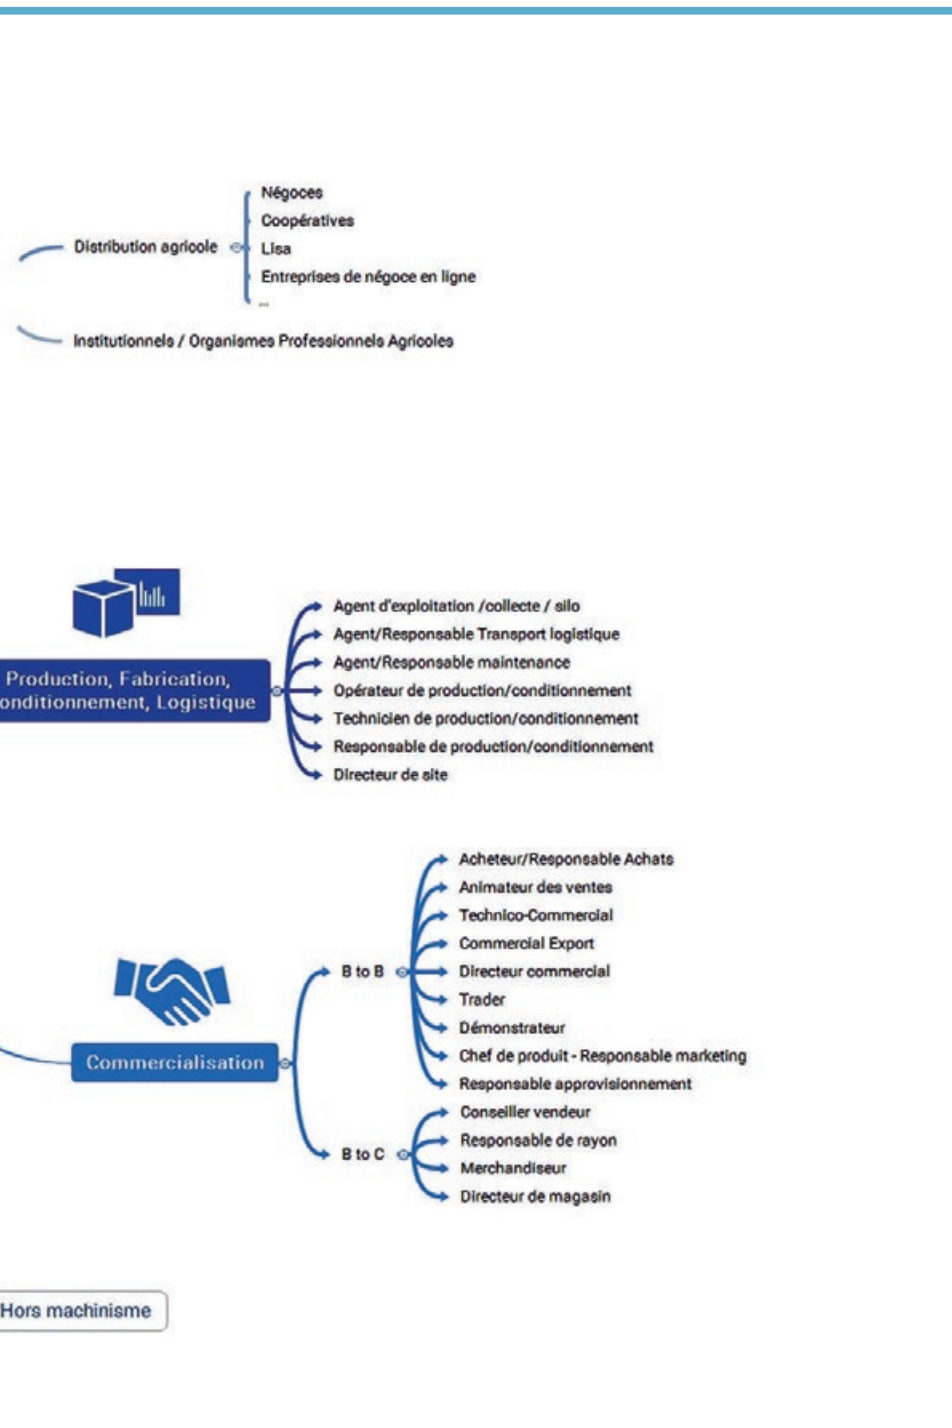 Négoces
Coopératives
Distribution agricole
Lisa
Entreprises de négoce en ligne
...
Institutionnels / Organismes Professionnels Agricoles
Agent d'exploitation /collecte / silo
Agent/Responsable Transport logistique
Agent/Responsable maintenance
Production, Fabrication,
onditionnement, Logistique
Opérateur de production/conditionnement
Technicien de production/conditionnement
Responsable de production/conditionnement
Directeur de site
Acheteur/Responsable Achats
Animateur des ventes
Technico-Commercial
Commercial Export
B to B
Directeur commercial
Trader
Démonstrateur
Commercialisation
Chef de produit - Responsable marketing
Responsable approvisionnement
Conseiller vendeur
Responsable de rayon
B to C
Merchandiseur
Directeur de magasin
Hors machinisme